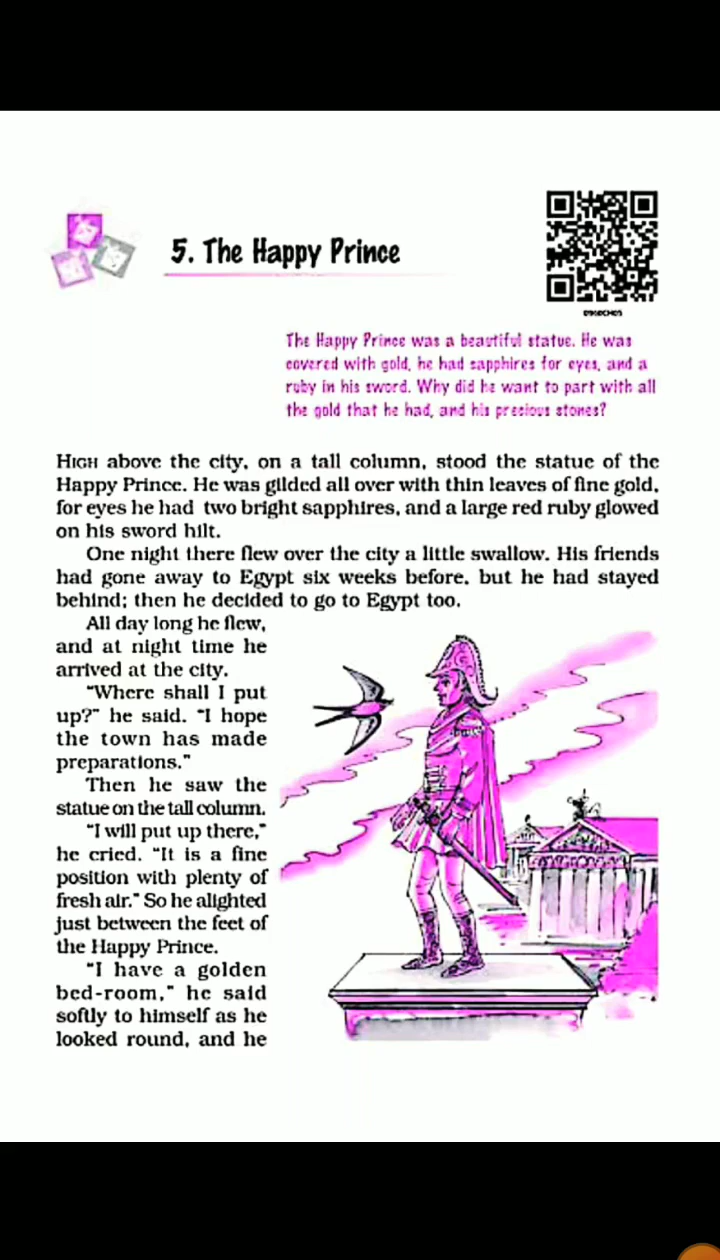 5. The Happy Prince
0960CH05
The Happy Prince was a beautiful statue. He was
covered with gold, he had sapphires for eyes, and a
ruby in his sword. Why did he want to part with all
the gold that he had, and his precious stones?
HIGH above the city, on a tall column, stood the statue of the
Happy Prince. He was gilded all over with thin leaves of fine gold,
for eyes he had two bright sapphires, and a large red ruby glowed
on his sword hilt.
One night there flew over the city a little swallow. His friends
had gone away to Egypt six weeks before, but he had stayed
behind; then he decided to go to Egypt too.
All day long he flew,
and at night time he
arrived at the city.
“Where shall I put
up?” he said. “I hope
the town has made
preparations.”
Then he saw the
statue on the tall column.
“I will put up there,”
he cried. “It is a fine
position with plenty of
fresh air.” So he alighted
just between the feet of
the Happy Prince.
“I have a golden
bed-room,” he said
softly to himself as he
looked round, and he